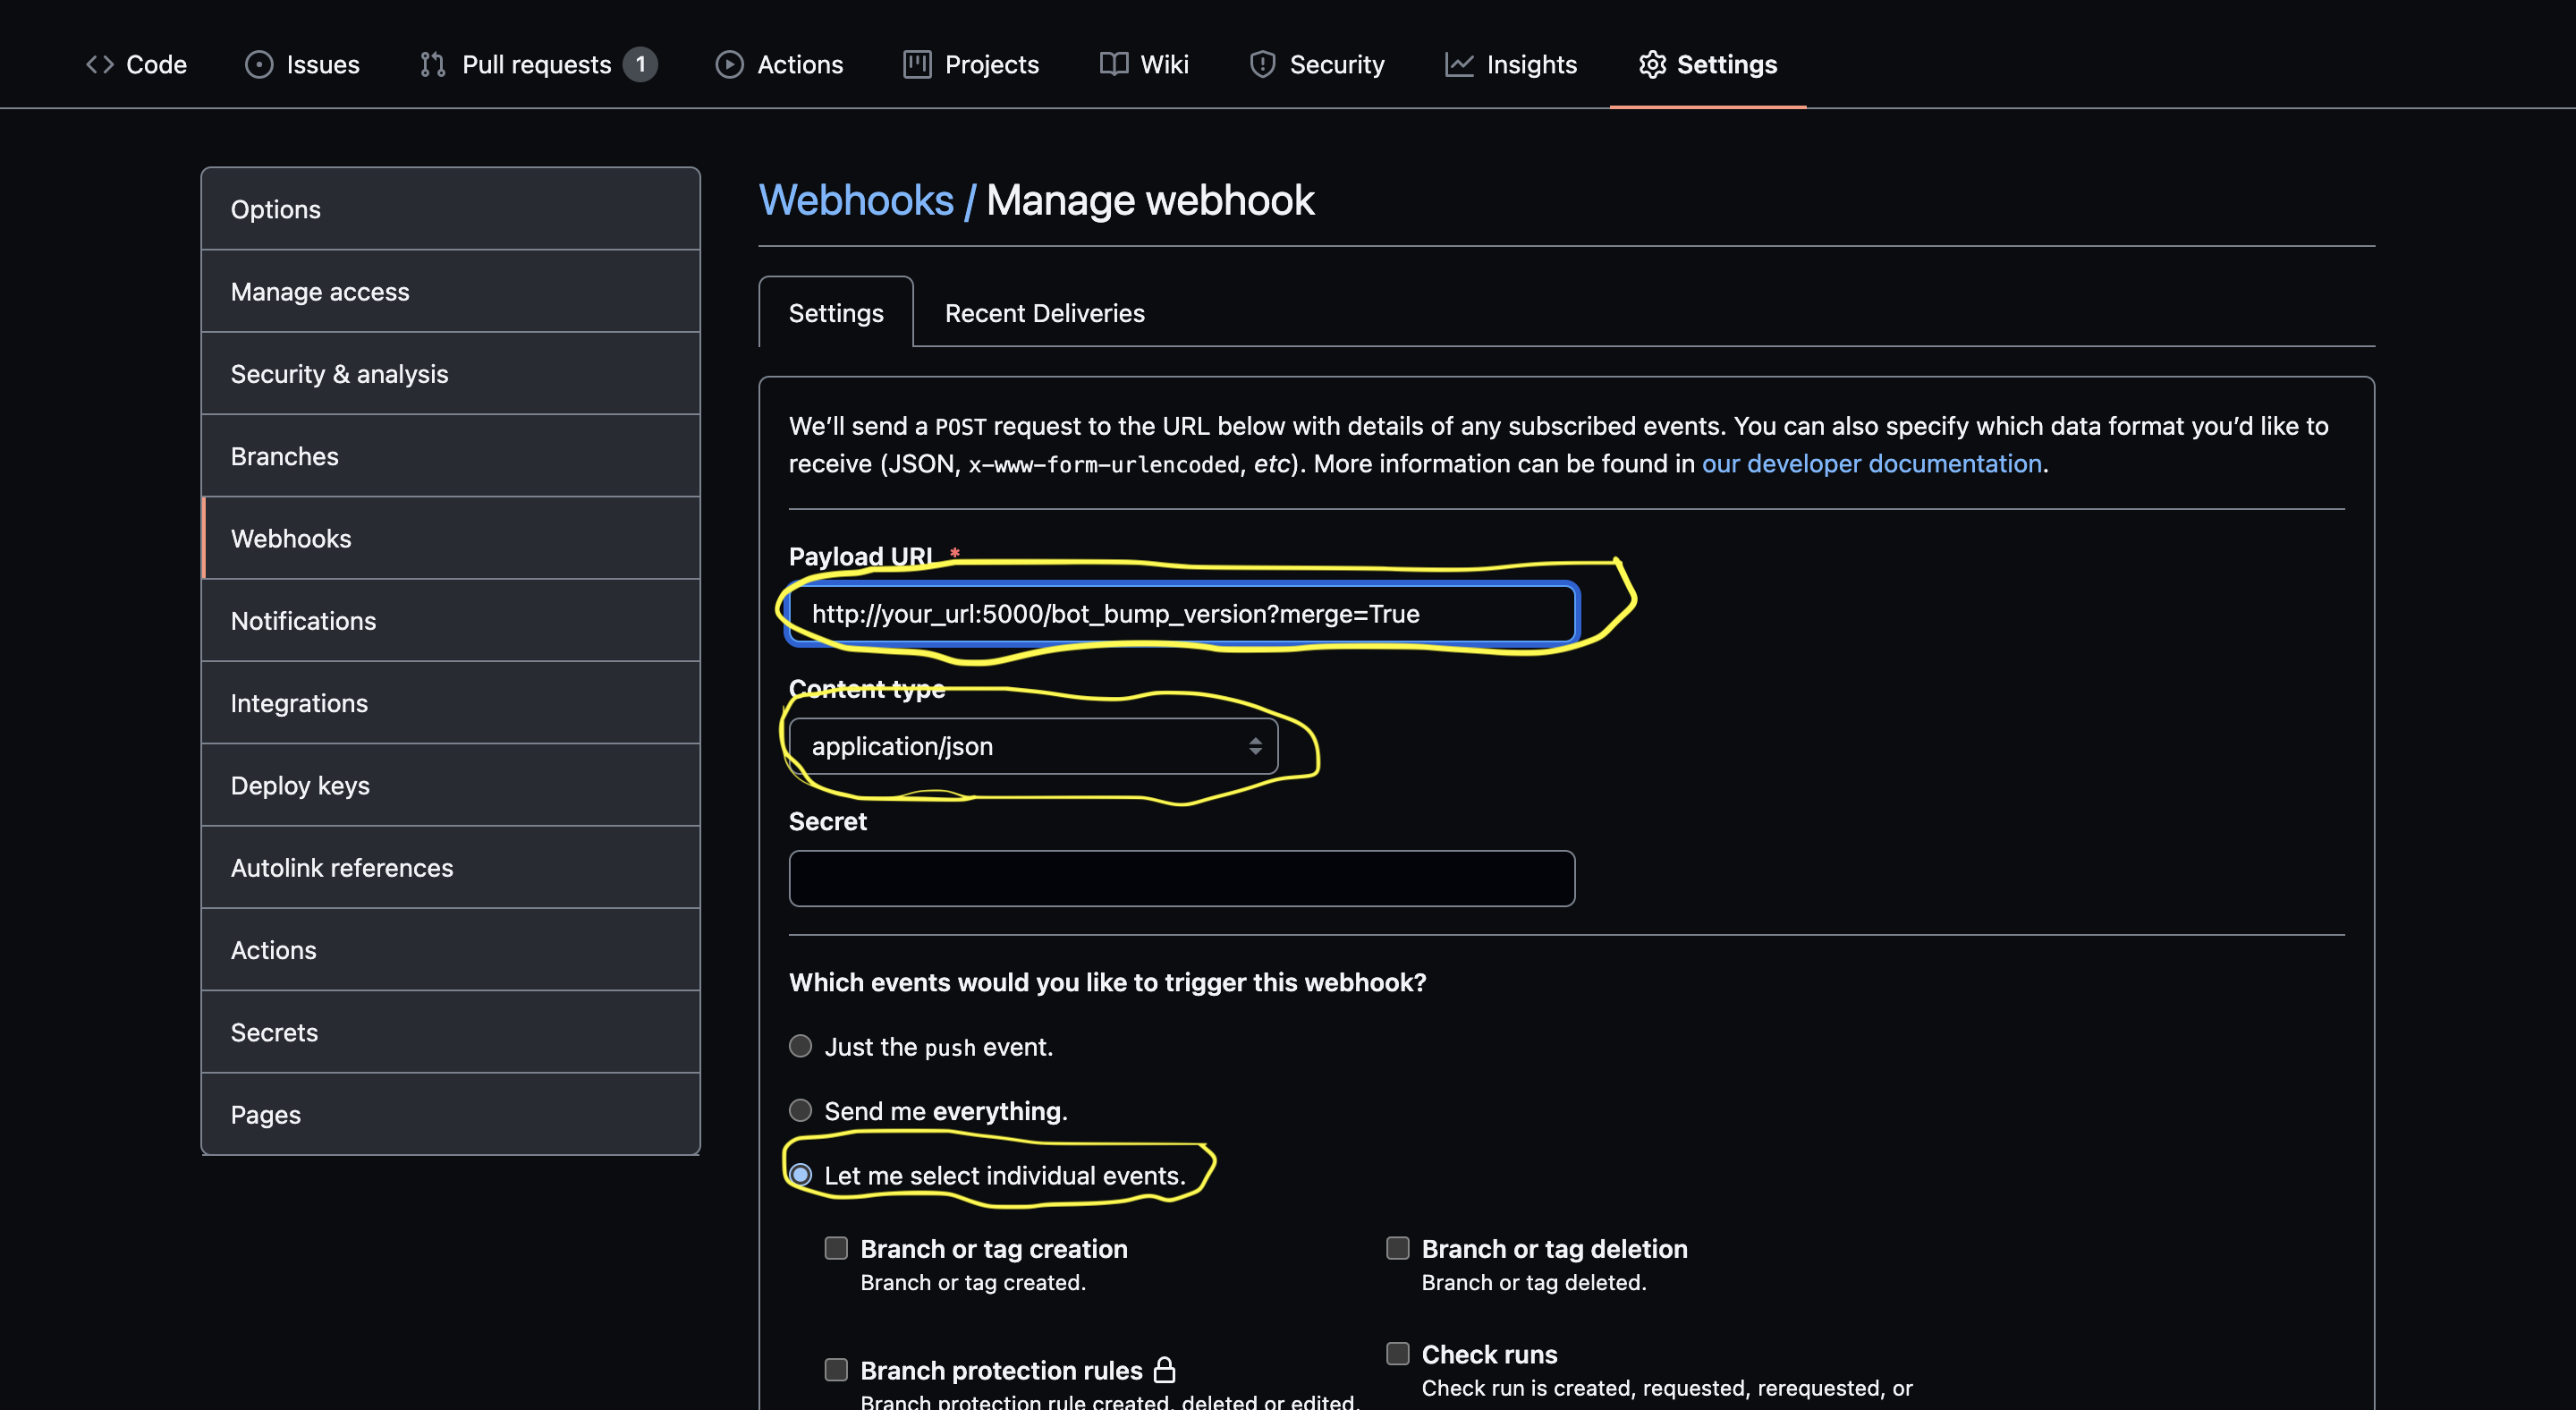 Code Issues Pull requests 1 Actions Projects Wiki Security Insights Settings
Options
Manage access
Security & analysis
Branches
Webhooks
Notifications
Integrations
Deploy keys
Autolink references
Actions
Secrets
Pages
Webhooks / Manage webhook
Settings Recent Deliveries
We’ll send a POST request to the URL below with details of any subscribed events. You can also specify which data format you’d like to
receive (JSON, x-www-form-urlencoded, etc). More information can be found in our developer documentation.
Payload URL *
http://your_url:5000/bot_bump_version?merge=True
Content type
application/json
Secret
Which events would you like to trigger this webhook?
Just the push event.
Send me everything.
Let me select individual events.
Branch or tag creation
Branch or tag created.
Branch or tag deletion
Branch or tag deleted.
Branch protection rules
Branch protection rule created, deleted or edited.
Check runs
Check run is created, requested, rerequested, or